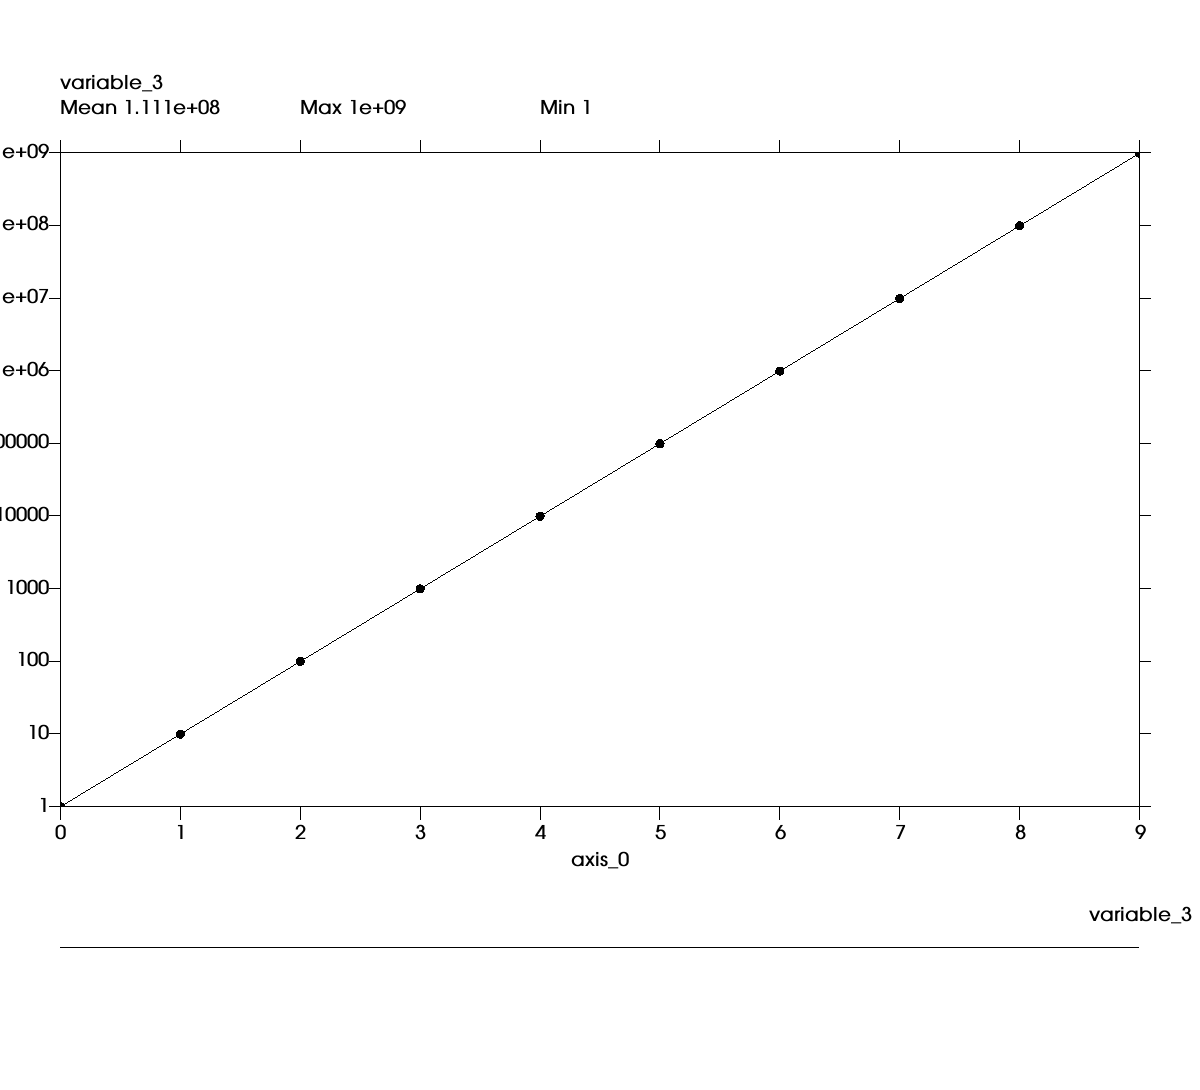 variable_3
Mean 1.111e+08 Max 1e+09 Min 1
e+09
e+08
e+07
e+06
00000
10000
1000
100
10
1
0 1 2 3 4 5 6 7 8 9
axis_0
variable_3